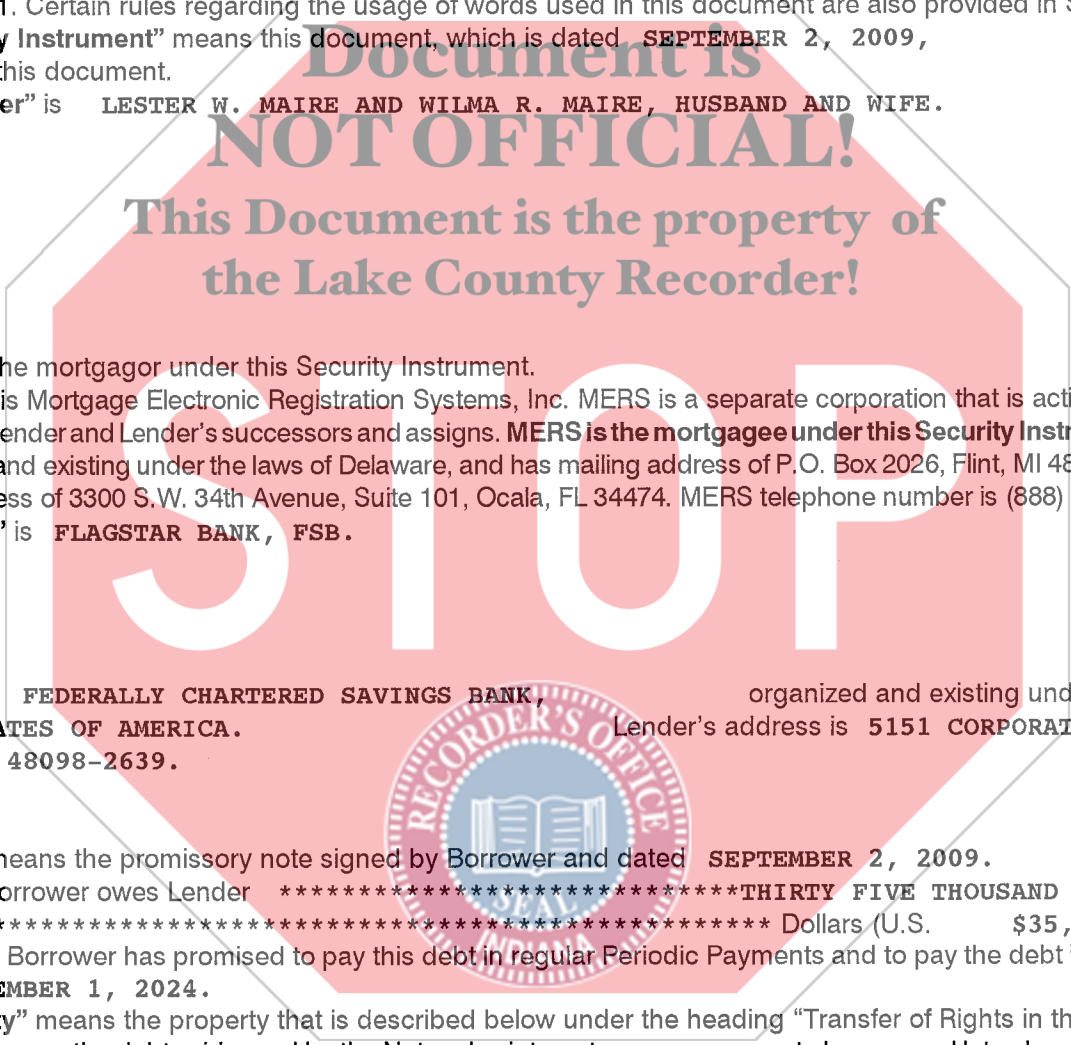 1. Certain rules regarding the usage of words used in this document are also provided in S
y Instrument” means this document, which is dated SEPTEMBER 2, 2009,
Document is
this document.
er” is LESTER W. MAIRE AND WILMA R. MAIRE, HUSBAND AND WIFE.
NOT OFFICIAL!
This Document is the property of
the Lake County Recorder!
he mortgagor under this Security Instrument.
is Mortgage Electronic Registration Systems, Inc. MERS is a separate corporation that is acti
ender and Lender’s successors and assigns. MERS is the mortgagee under this Security Instr
and existing under the laws of Delaware, and has mailing address of P.O. Box 2026, Flint, MI 48
ess of 3300 S.W. 34th Avenue, Suite 101, Ocala, FL 34474. MERS telephone number is (888)
” is FLAGSTAR BANK, FSB.
STOP
FEDERALLY CHARTERED SAVINGS BANK, organized and existing und
ATES OF AMERICA. Lender’s address is 5151 CORPORAT
48098-2639.
RECORDER'S OFFICE
SEAL
INDIANA
neans the promissory note signed by Borrower and dated SEPTEMBER 2, 2009.
orrower owes Lender *****************************THIRTY FIVE THOUSAND
************************************************* Dollars (U.S. $35,
Borrower has promised to pay this debt in regular Periodic Payments and to pay the debt
EMBER 1, 2024.
ty” means the property that is described below under the heading “Transfer of Rights in th